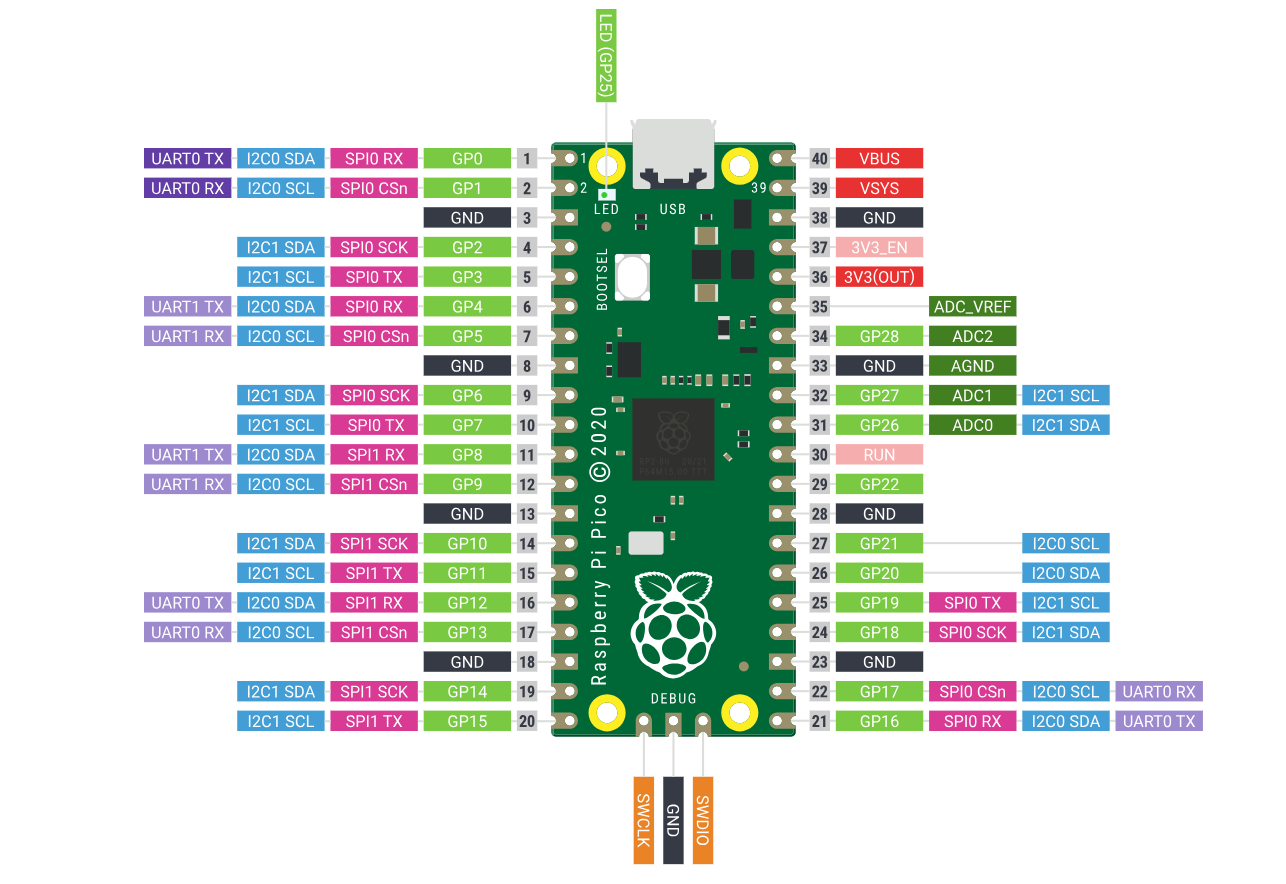 LED (GP25)
UART0 TX I2C0 SDA SPI0 RX GP0 1 1 40 VBUS
UART0 RX I2C0 SCL SPI0 CSn GP1 2 2 39 39 VSYS
LED USB
GND 3 38 GND
I2C1 SDA SPI0 SCK GP2 4 37 3V3_EN
I2C1 SCL SPI0 TX GP3 5 BOOTSEL 36 3V3(OUT)
UART1 TX I2C0 SDA SPI0 RX GP4 6 35 ADC_VREF
UART1 RX I2C0 SCL SPI0 CSn GP5 7 34 GP28 ADC2
GND 8 33 GND AGND
I2C1 SDA SPI0 SCK GP6 9 32 GP27 ADC1 I2C1 SCL
I2C1 SCL SPI0 TX GP7 10 31 GP26 ADC0 I2C1 SDA
UART1 TX I2C0 SDA SPI1 RX GP8 11 30 RUN
UART1 RX I2C0 SCL SPI1 CSn GP9 12 29 GP22
GND 13 28 GND
I2C1 SDA SPI1 SCK GP10 14 27 GP21 I2C0 SCL
I2C1 SCL SPI1 TX GP11 15 26 GP20 I2C0 SDA
UART0 TX I2C0 SDA SPI1 RX GP12 16 25 GP19 SPI0 TX I2C1 SCL
UART0 RX I2C0 SCL SPI1 CSn GP13 17 24 GP18 SPI0 SCK I2C1 SDA
GND 18 23 GND
I2C1 SDA SPI1 SCK GP14 19 22 GP17 SPI0 CSn I2C0 SCL UART0 RX
I2C1 SCL SPI1 TX GP15 20 21 GP16 SPI0 RX I2C0 SDA UART0 TX
Raspberry Pi Pico © 2020
DEBUG
SWCLK GND SWDIO